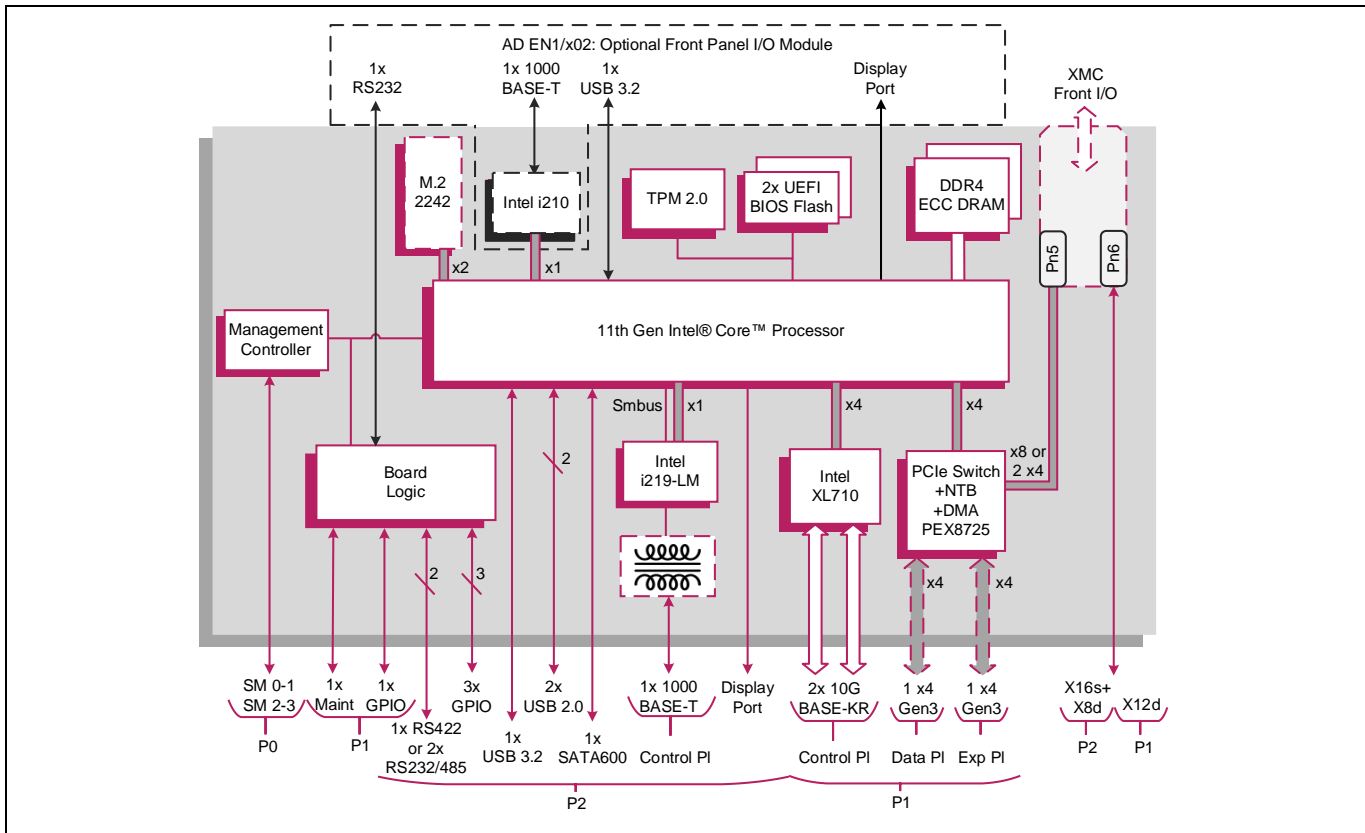 AD EN1/x02: Optional Front Panel I/O Module
1x
RS232
1x 1000
BASE-T
1x
USB 3.2
Display
Port
XMC
Front I/O
M.2
2242
Intel i210
TPM 2.0
2x UEFI
BIOS Flash
DDR4
ECC DRAM
Pn5
Pn6
x2
x1
Management
Controller
11th Gen Intel® Core™ Processor
Smbus
x1
x4
x4
x8 or
2 x4
Board
Logic
2
Intel
i219-LM
Intel
XL710
PCIe Switch
+NTB
+DMA
PEX8725
2
3
x4
x4
SM 0-1
SM 2-3
P0
1x
Maint
1x
GPIO
P1
1x RS422
or 2x
RS232/485
3x
GPIO
1x
USB 3.2
2x
USB 2.0
1x
SATA600
1x 1000
BASE-T
Control Pl
Display
Port
P2
2x 10G
BASE-KR
Control Pl
1 x4
Gen3
Data Pl
1 x4
Gen3
Exp Pl
P1
X16s+
X8d
P2
X12d
P1